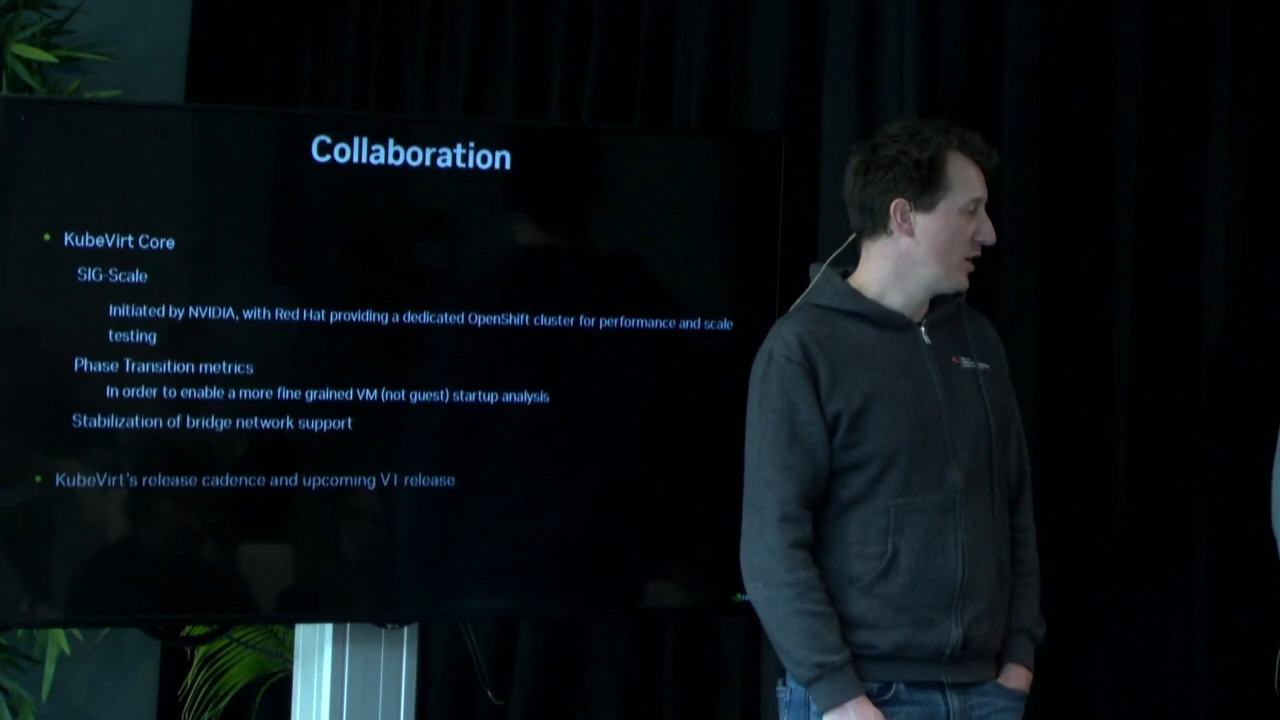 Collaboration
KubeVirt Core
SIG-Scale
Initiated by NVIDIA, with Red Hat providing a dedicated OpenShift cluster for performance and scale
testing
Phase Transition metrics
In order to enable a more fine grained VM (not guest) startup analysis
Stabilization of bridge network support
KubeVirt's release cadence and upcoming V1 release